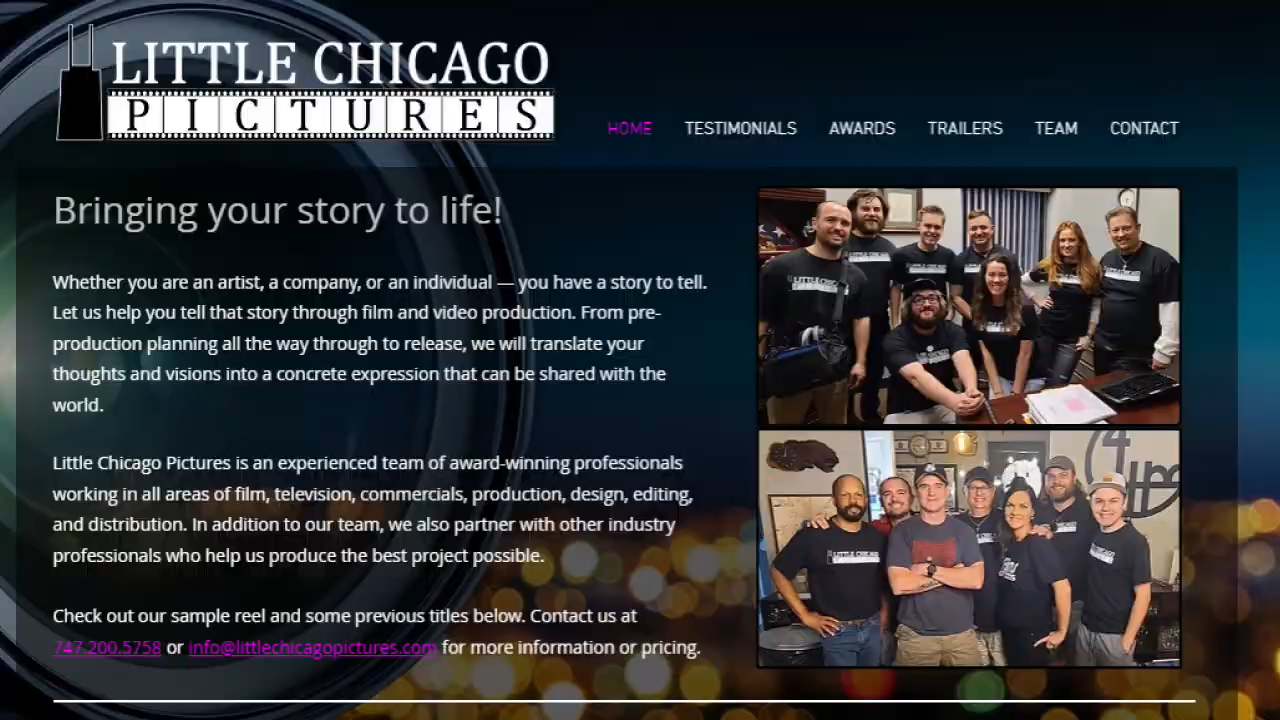 LITTLE CHICAGO
PICTURES
HOME TESTIMONIALS AWARDS TRAILERS TEAM CONTACT
Bringing your story to life!
Whether you are an artist, a company, or an individual — you have a story to tell.
Let us help you tell that story through film and video production. From pre-
production planning all the way through to release, we will translate your
thoughts and visions into a concrete expression that can be shared with the
world.
Little Chicago Pictures is an experienced team of award-winning professionals
working in all areas of film, television, commercials, production, design, editing,
and distribution. In addition to our team, we also partner with other industry
professionals who help us produce the best project possible.
Check out our sample reel and some previous titles below. Contact us at
747.200.5758 or info@littlechicagopictures.com for more information or pricing.
LITTLE CHICAGO